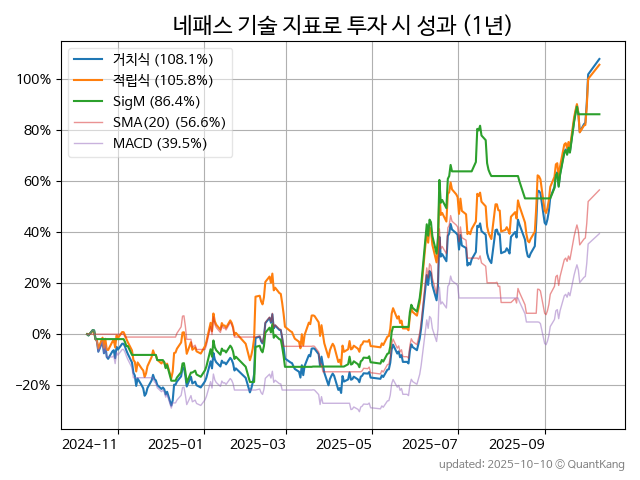 네패스 기술 지표로 투자 시 성과 (1년)
거치식 (108.1%)
적립식 (105.8%)
SigM (86.4%)
SMA(20) (56.6%)
MACD (39.5%)
100%
80%
60%
40%
20%
0%
−20%
2024−11
2025−01
2025−03
2025−05
2025−07
2025−09
updated: 2025-10-10 © QuantKang